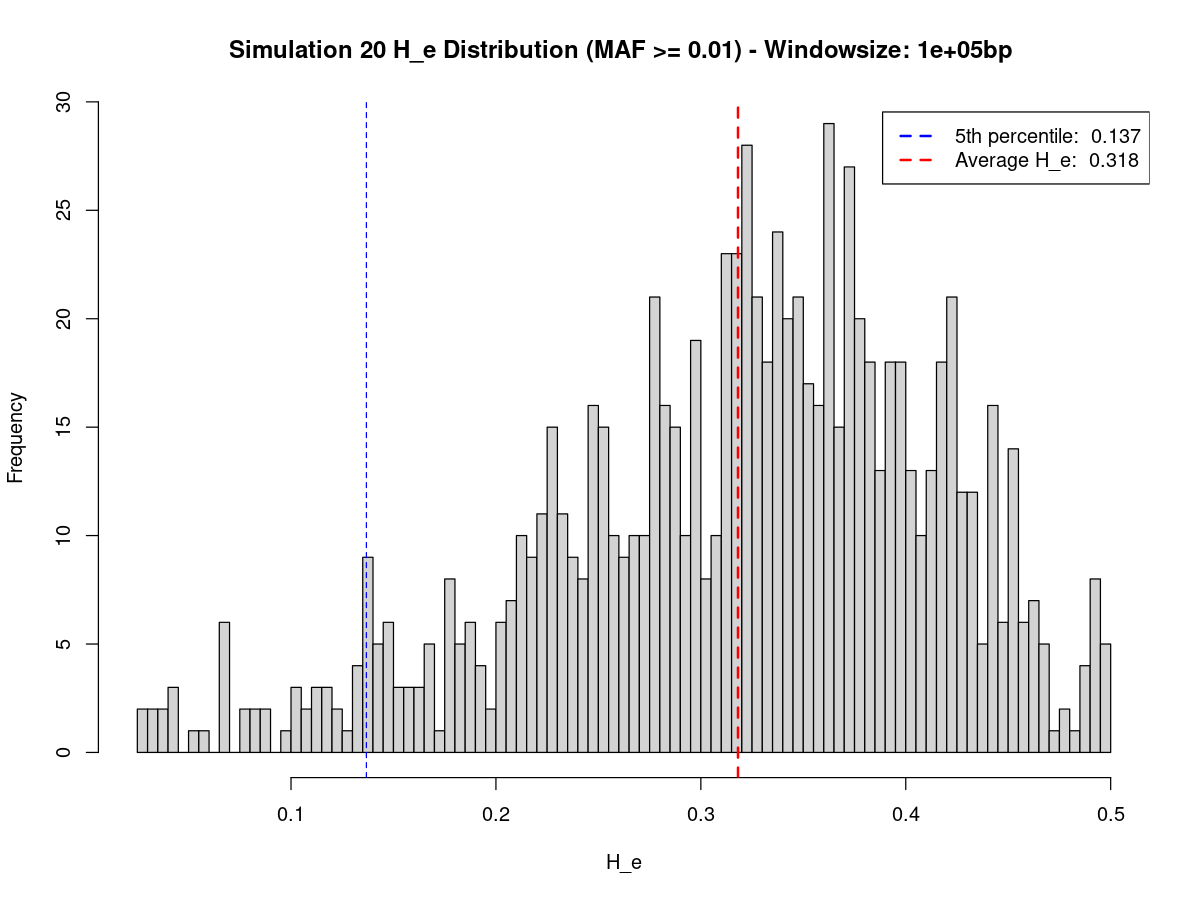 Simulation 20 H_e Distribution (MAF >= 0.01) - Windowsize: 1e+05bp
5th percentile:  0.137
Average H_e:  0.318
Frequency
30
25
20
15
10
5
0
0.1
0.2
0.3
0.4
0.5
H_e